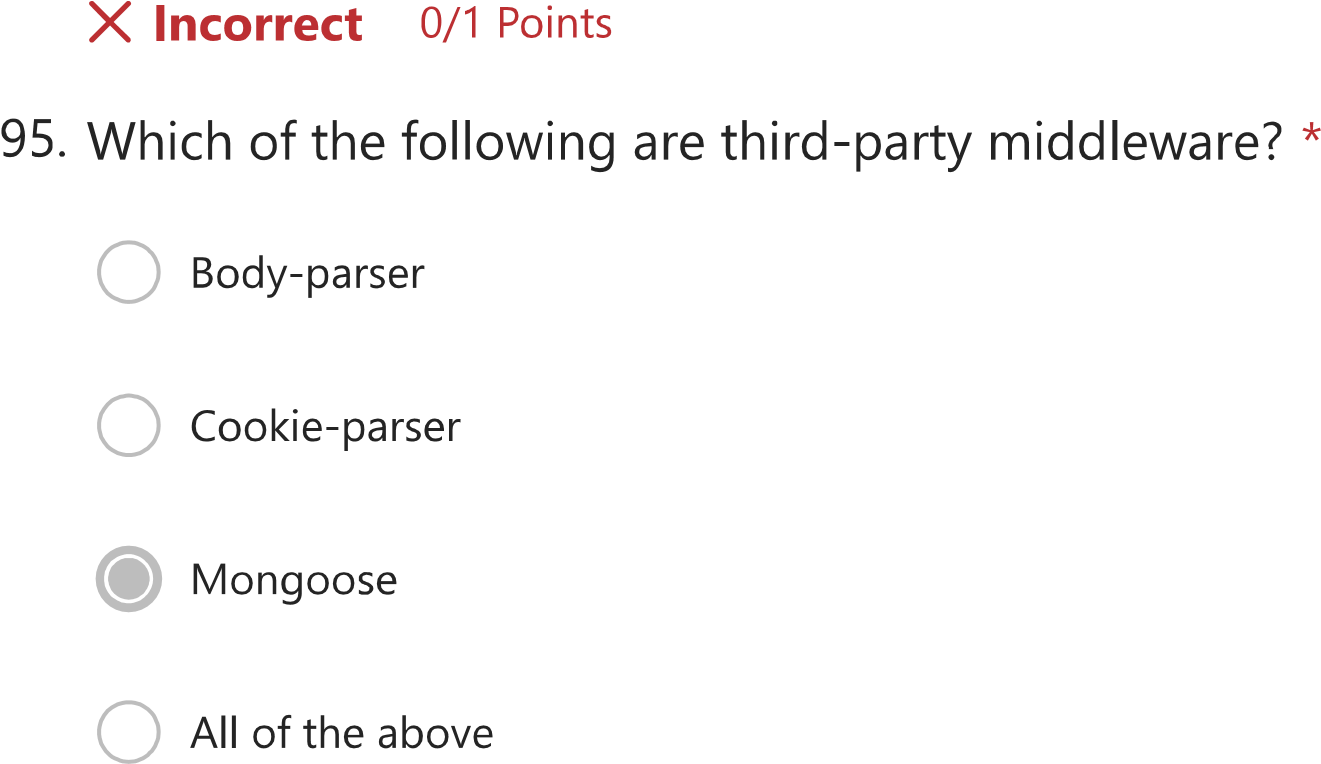 Incorrect 0/1 Points
95. Which of the following are third-party middleware? *
Body-parser
Cookie-parser
Mongoose
All of the above